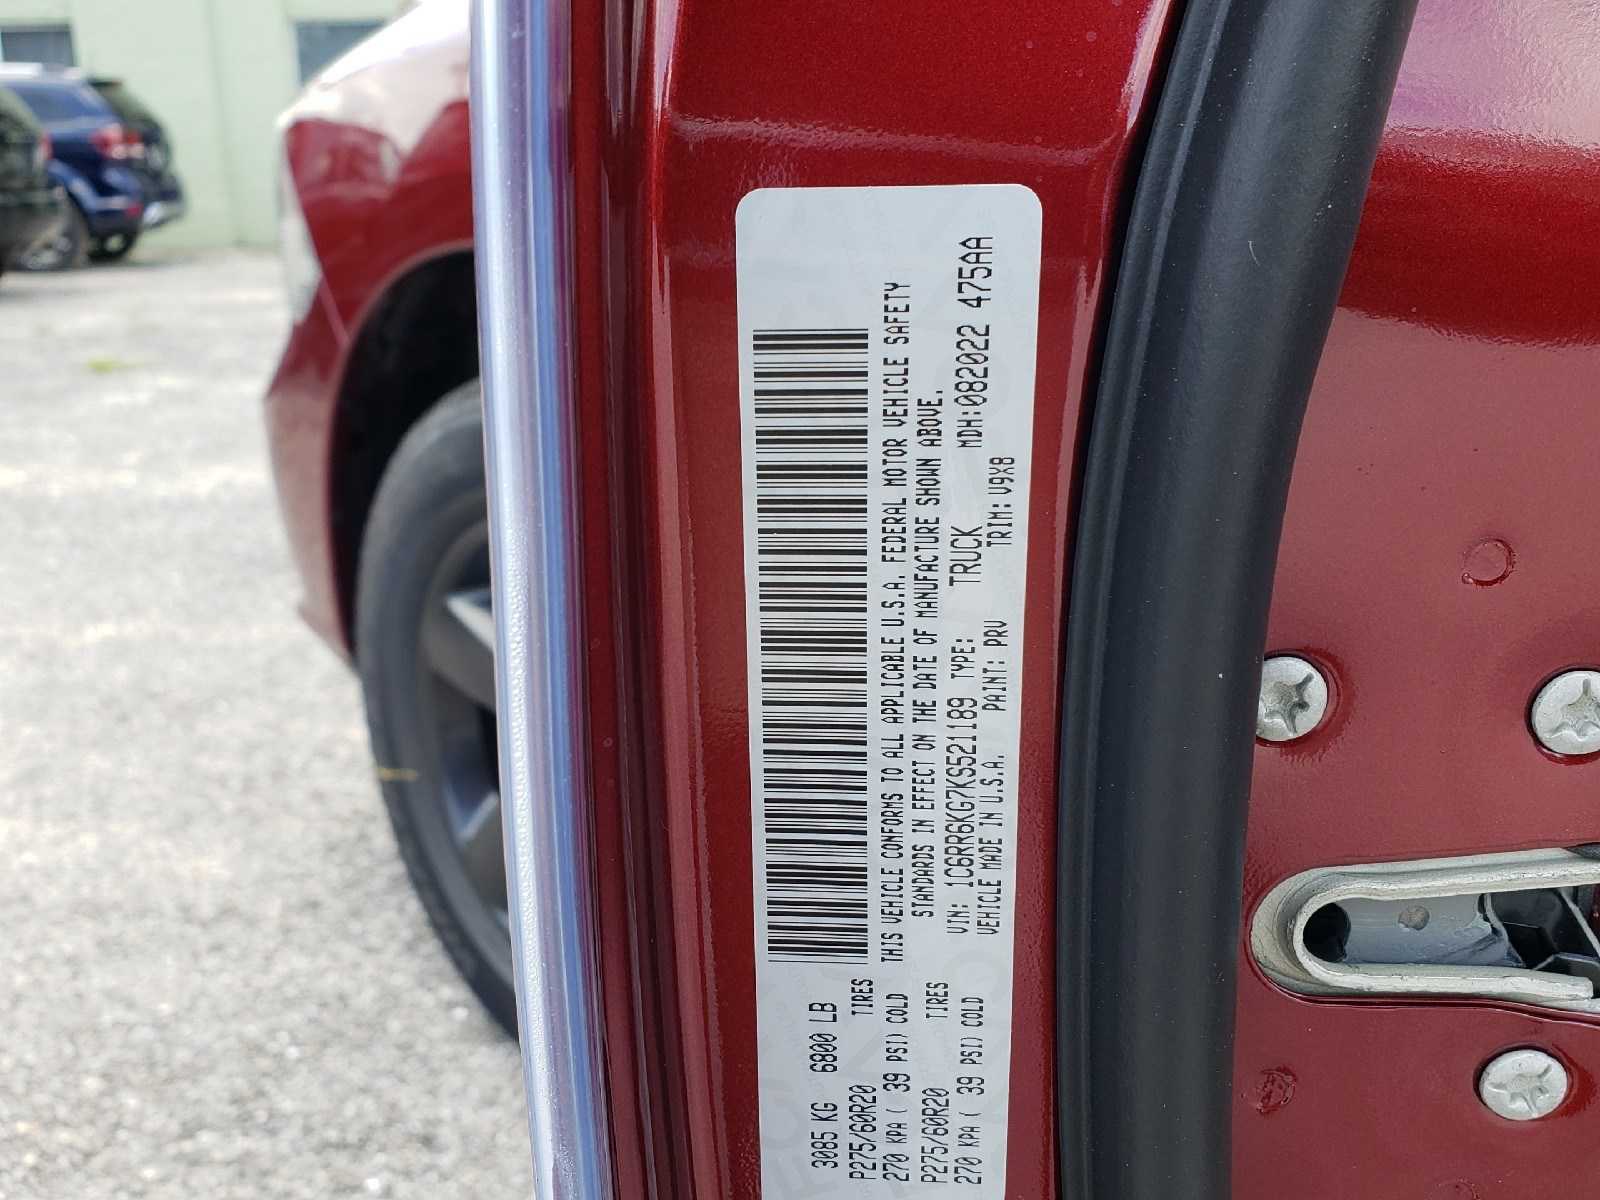 3085 KG 6800 LB
P275/60R20 TIRES
270 KPA ( 39 PSI) COLD
P275/60R20 TIRES
270 KPA ( 39 PSI) COLD
THIS VEHICLE CONFORMS TO ALL APPLICABLE U.S.A. FEDERAL MOTOR VEHICLE SAFETY
STANDARDS IN EFFECT ON THE DATE OF MANUFACTURE SHOWN ABOVE.
VIN: 1C6RR6KG7KS521189 TYPE: TRUCK MDH:082022 475AA
VEHICLE MADE IN U.S.A. PAINT: PRV TRIM: V9X8